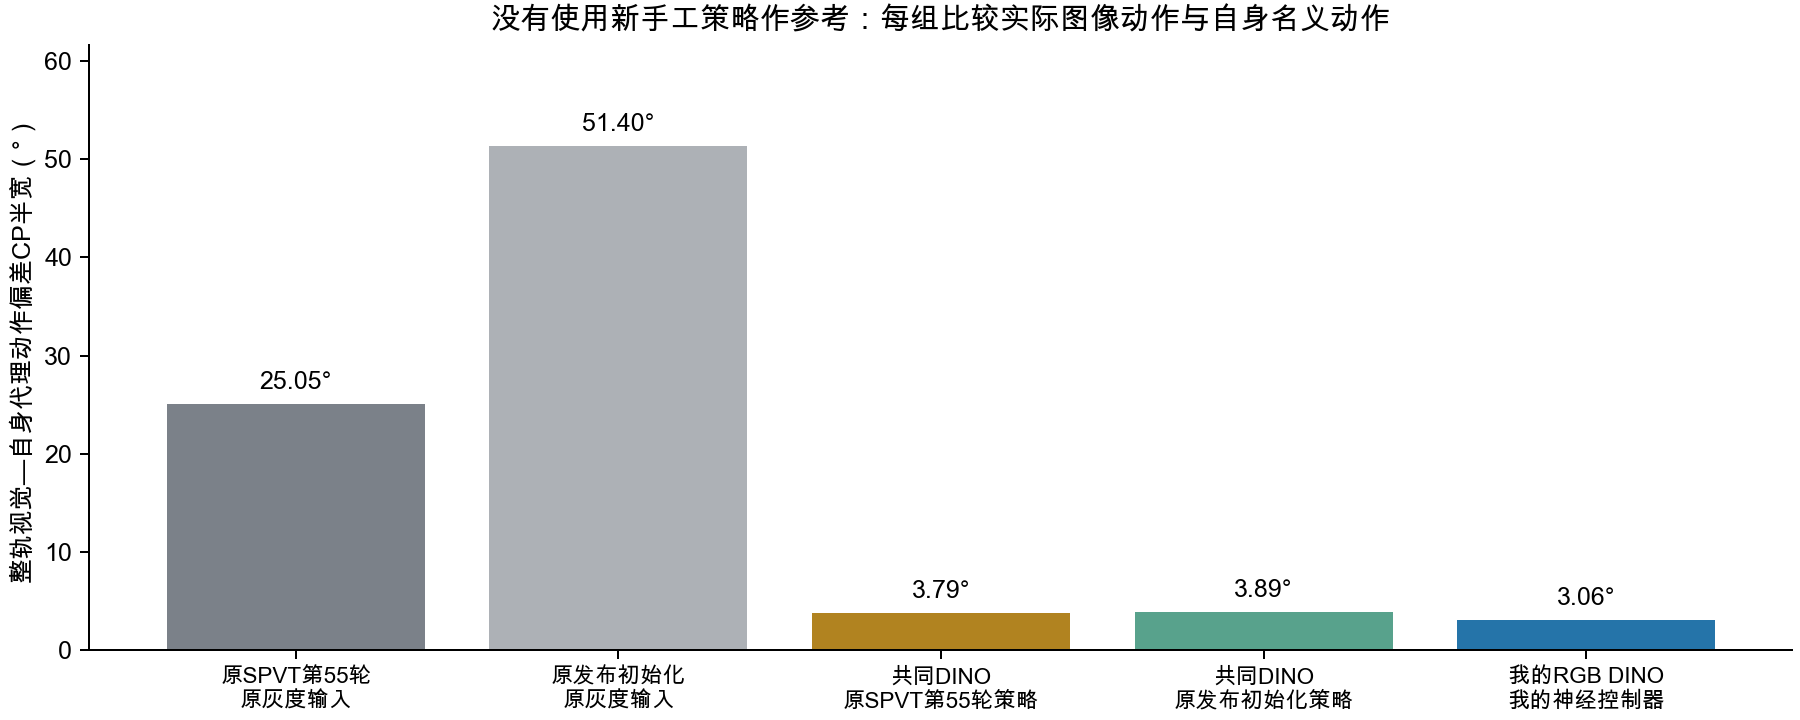 没有使用新手工策略作参考：每组比较实际图像动作与自身名义动作
整轨视觉—自身代理动作偏差CP半宽（°）
60
50
40
30
20
10
0
25.05°
51.40°
3.79°
3.89°
3.06°
原SPVT第55轮
原灰度输入
原发布初始化
原灰度输入
共同DINO
原SPVT第55轮策略
共同DINO
原发布初始化策略
我的RGB DINO
我的神经控制器